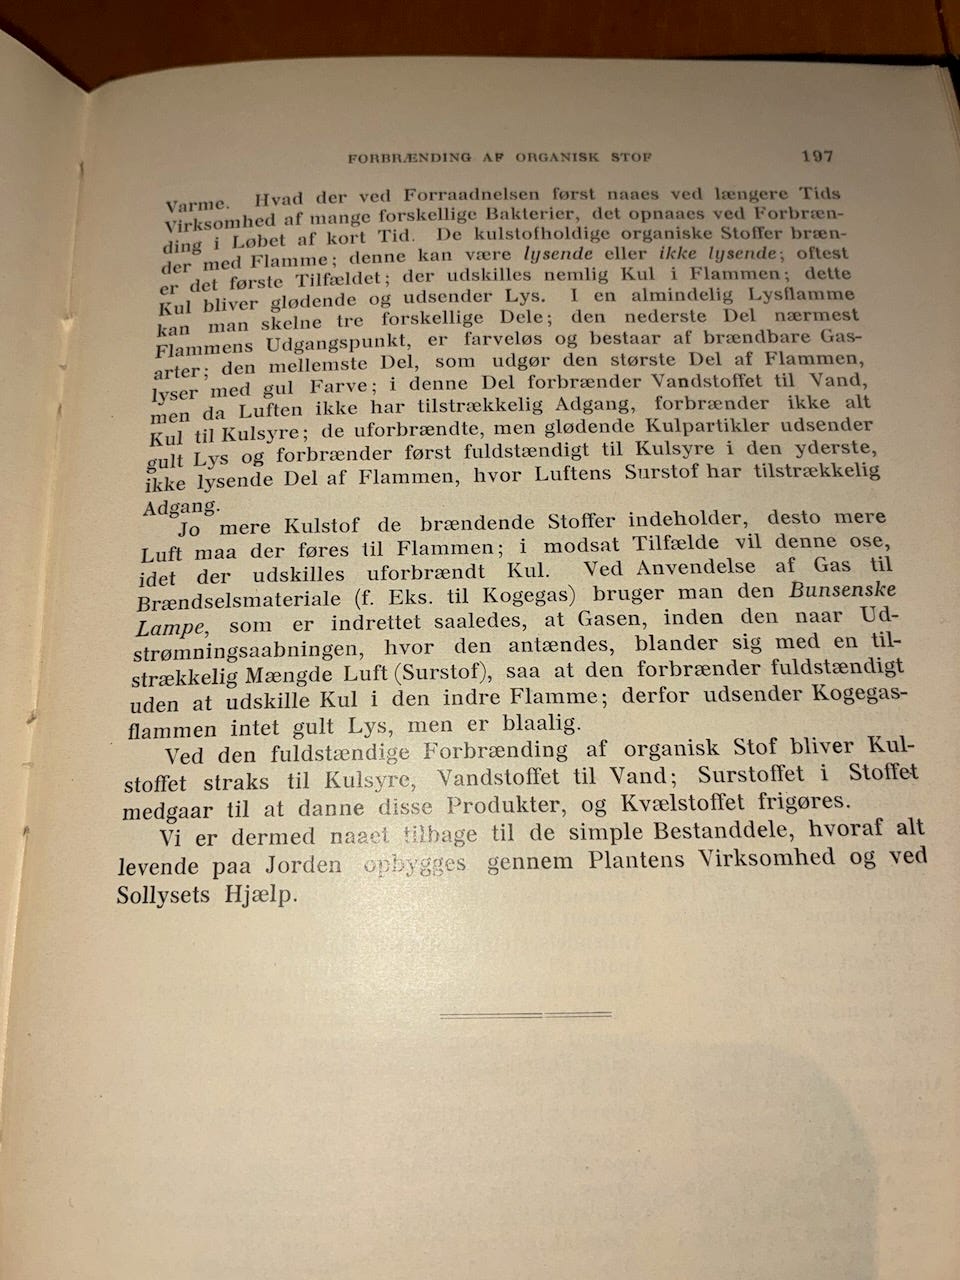 FORBRÆNDING AF ORGANISK STOF 197
Varme. Hvad der ved Forraadnelsen først naaes ved længere Tids
Virksomhed af mange forskellige Bakterier, det opnaaes ved Forbræn-
ding i Løbet af kort Tid. De kulstofholdige organiske Stoffer bræn-
der med Flamme; denne kan være lysende eller ikke lysende; oftest
er det første Tilfældet; der udskilles nemlig Kul i Flammen; dette
Kul bliver glødende og udsender Lys. I en almindelig Lysflamme
kan man skelne tre forskellige Dele; den nederste Del nærmest
Flammens Udgangspunkt, er farveløs og bestaar af brændbare Gas-
arter; den mellemste Del, som udgør den største Del af Flammen,
lyser med gul Farve; i denne Del forbrænder Vandstoffet til Vand,
men da Luften ikke har tilstrækkelig Adgang, forbrænder ikke alt
Kul til Kulsyre; de uforbrændte, men glødende Kulpartikler udsender
gult Lys og forbrænder først fuldstændigt til Kulsyre i den yderste,
ikke lysende Del af Flammen, hvor Luftens Surstof har tilstrækkelig
Adgang.
Jo mere Kulstof de brændende Stoffer indeholder, desto mere
Luft maa der føres til Flammen; i modsat Tilfælde vil denne ose,
idet der udskilles uforbrændt Kul. Ved Anvendelse af Gas til
Brændselsmateriale (f. Eks. til Kogegas) bruger man den Bunsenske
Lampe, som er indrettet saaledes, at Gasen, inden den naar Ud-
strømningsaabningen, hvor den antændes, blander sig med en til-
strækkelig Mængde Luft (Surstof), saa at den forbrænder fuldstændigt
uden at udskille Kul i den indre Flamme; derfor udsender Kogegas-
flammen intet gult Lys, men er blaalig.
Ved den fuldstændige Forbrænding af organisk Stof bliver Kul-
stoffet straks til Kulsyre, Vandstoffet til Vand; Surstoffet i Stoffet
medgaar til at danne disse Produkter, og Kvælstoffet frigøres.
Vi er dermed naaet tilbage til de simple Bestanddele, hvoraf alt
levende paa Jorden opbygges gennem Plantens Virksomhed og ved
Sollysets Hjælp.